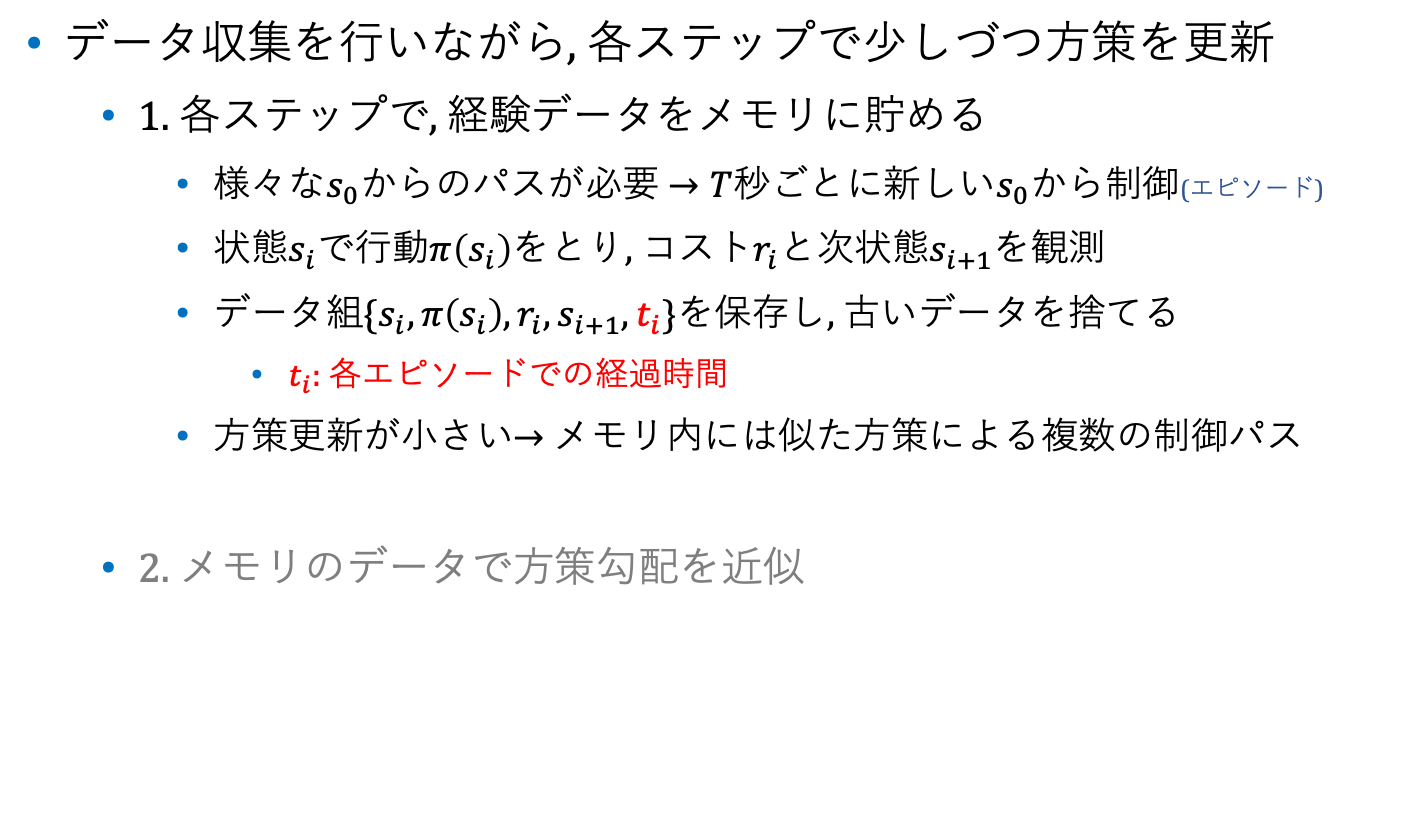 • データ収集を行いながら, 各ステップで少しづつ方策を更新
• 1. 各ステップで, 経験データをメモリに貯める
• 様々な𝒔₀からのパスが必要 → 𝑻秒ごとに新しい𝒔₀から制御(エピソード)
• 状態𝒔ᵢで行動𝝅(𝒔ᵢ)をとり, コスト𝒓ᵢと次状態𝒔ᵢ₊₁を観測
• データ組{𝒔ᵢ, 𝝅(𝒔ᵢ), 𝒓ᵢ, 𝒔ᵢ₊₁, 𝒕ᵢ}を保存し, 古いデータを捨てる
• 𝒕ᵢ: 各エピソードでの経過時間
• 方策更新が小さい→ メモリ内には似た方策による複数の制御パス
• 2. メモリのデータで方策勾配を近似